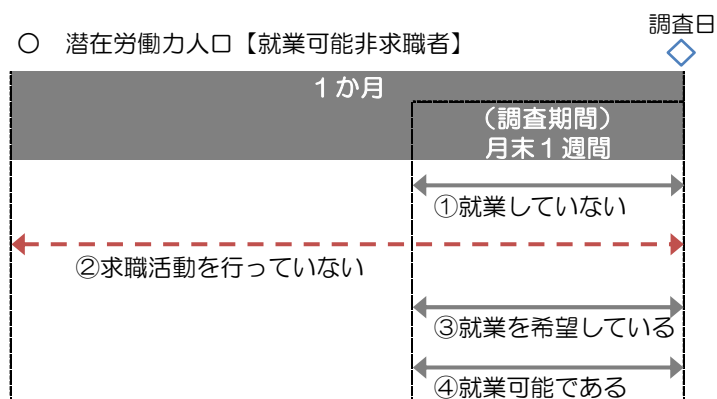 調査日
○　潜在労働力人口【就業可能非求職者】
１か月
（調査期間）
月末１週間
①就業していない
②求職活動を行っていない
③就業を希望している
④就業可能である